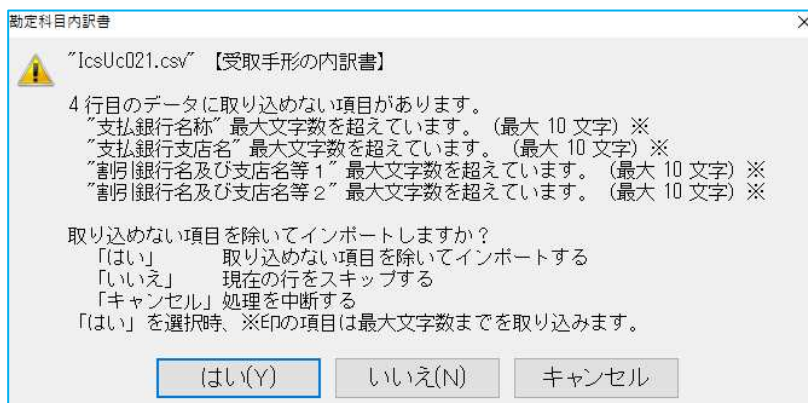 勘定科目内訳書
"IcsUc021.csv" 【受取手形の内訳書】
4行目のデータに取り込めない項目があります。
"支払銀行名称" 最大文字数を超えています。 (最大 10 文字) ※
"支払銀行支店名" 最大文字数を超えています。 (最大 10 文字) ※
"割引銀行名及び支店名等1" 最大文字数を超えています。 (最大 10 文字) ※
"割引銀行名及び支店名等2" 最大文字数を超えています。 (最大 10 文字) ※
取り込めない項目を除いてインポートしますか?
「はい」 取り込めない項目を除いてインポートする
「いいえ」 現在の行をスキップする
「キャンセル」処理を中断する
「はい」を選択時、※印の項目は最大文字数までを取り込みます。
はい(Y) いいえ(N) キャンセル